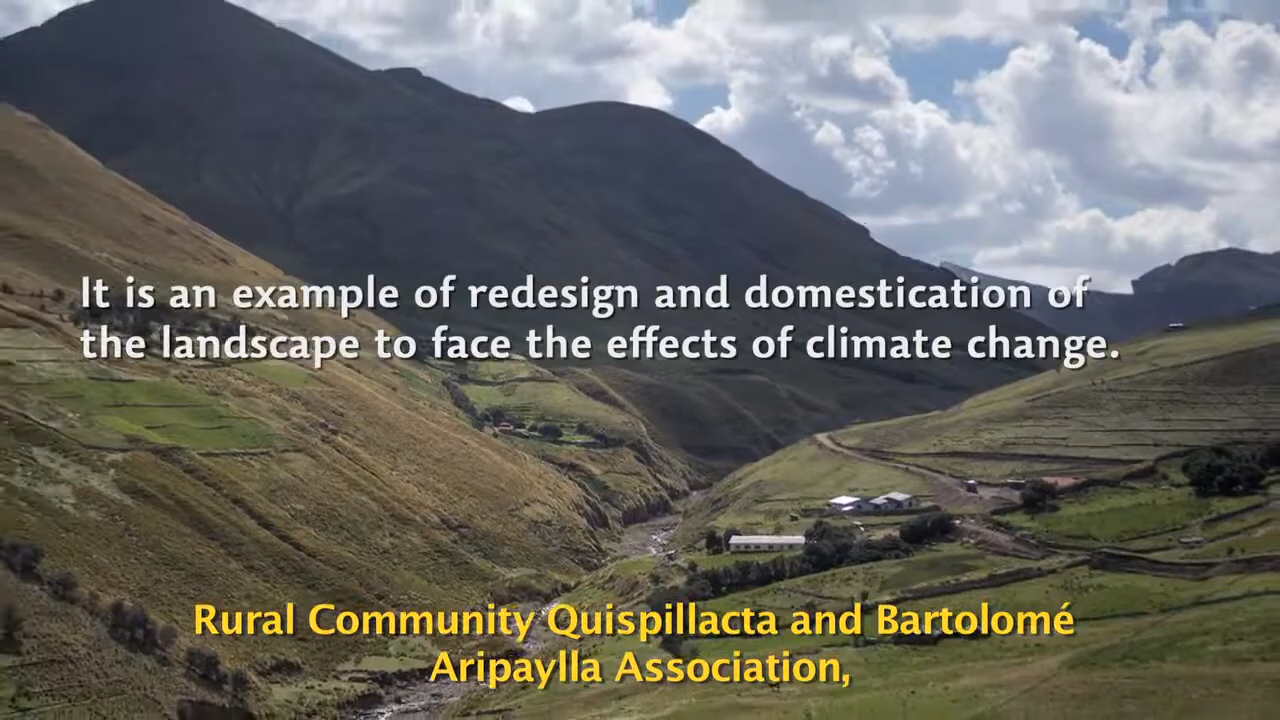 It is an example of redesign and domestication of
the landscape to face the effects of climate change.
Rural Community Quispillacta and Bartolomé
Aripaylla Association,